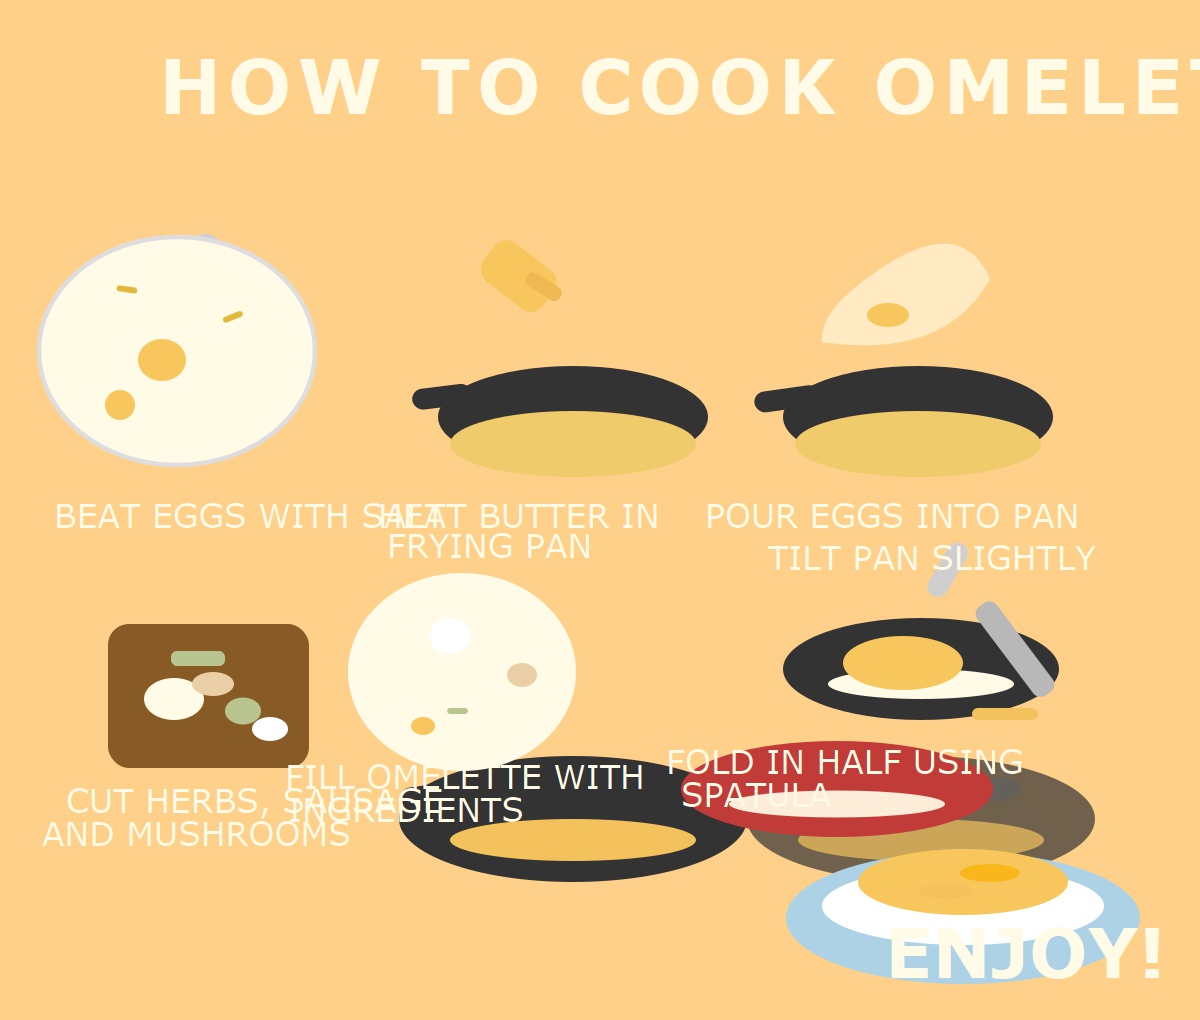 HOW TO COOK OMELET
BEAT EGGS WITH SALT
HEAT BUTTER IN
FRYING PAN
POUR EGGS INTO PAN
TILT PAN SLIGHTLY
CUT HERBS, SAUSAGE
AND MUSHROOMS
FILL OMELETTE WITH
INGREDIENTS
FOLD IN HALF USING
SPATULA
ENJOY!